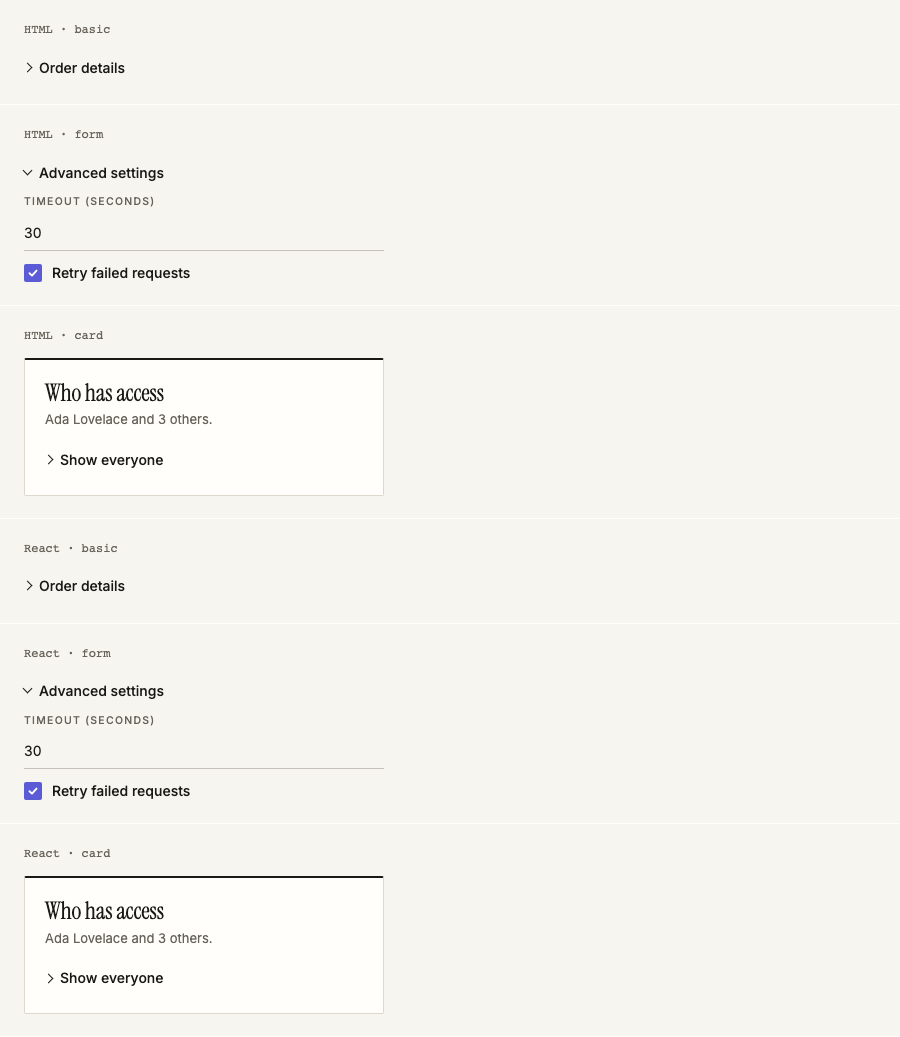 HTML · basic
Order details
HTML · form
Advanced settings
TIMEOUT (SECONDS)
30
Retry failed requests
HTML · card
Who has access
Ada Lovelace and 3 others.
Show everyone
React · basic
Order details
React · form
Advanced settings
TIMEOUT (SECONDS)
30
Retry failed requests
React · card
Who has access
Ada Lovelace and 3 others.
Show everyone